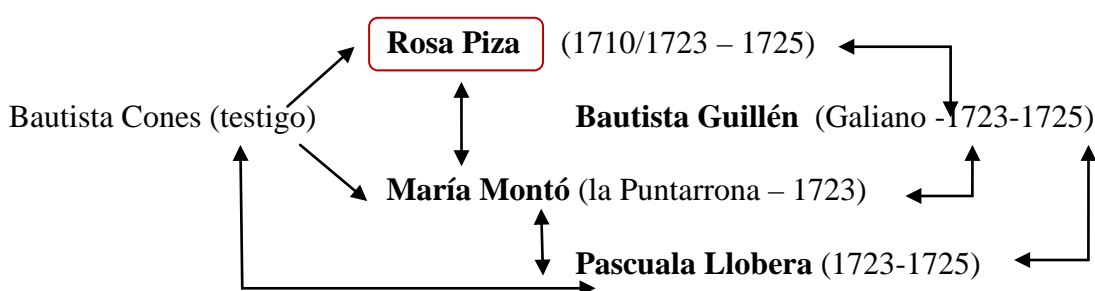 Rosa Piza (1710/1723 – 1725)
Bautista Cones (testigo) Bautista Guillén (Galiano -1723-1725)
María Montó (la Puntarrona – 1723)
Pascuala Llobera (1723-1725)